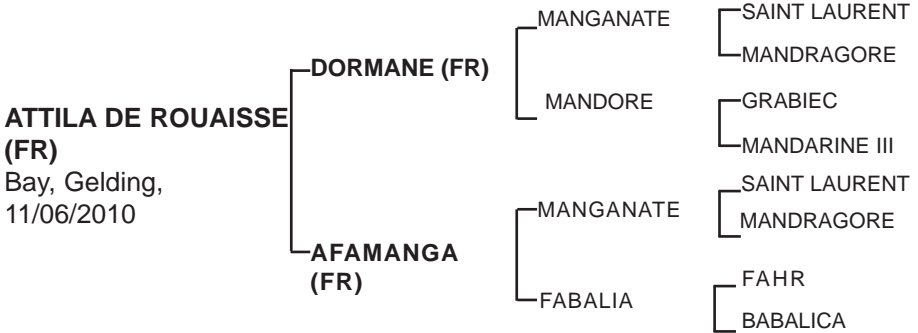 ATTILA DE ROUAISSE
(FR)
Bay, Gelding,
11/06/2010
DORMANE (FR)
AFAMANGA
(FR)
MANGANATE
MANDORE
MANGANATE
FABALIA
SAINT LAURENT
MANDRAGORE
GRABIEC
MANDARINE III
SAINT LAURENT
MANDRAGORE
FAHR
BABALICA